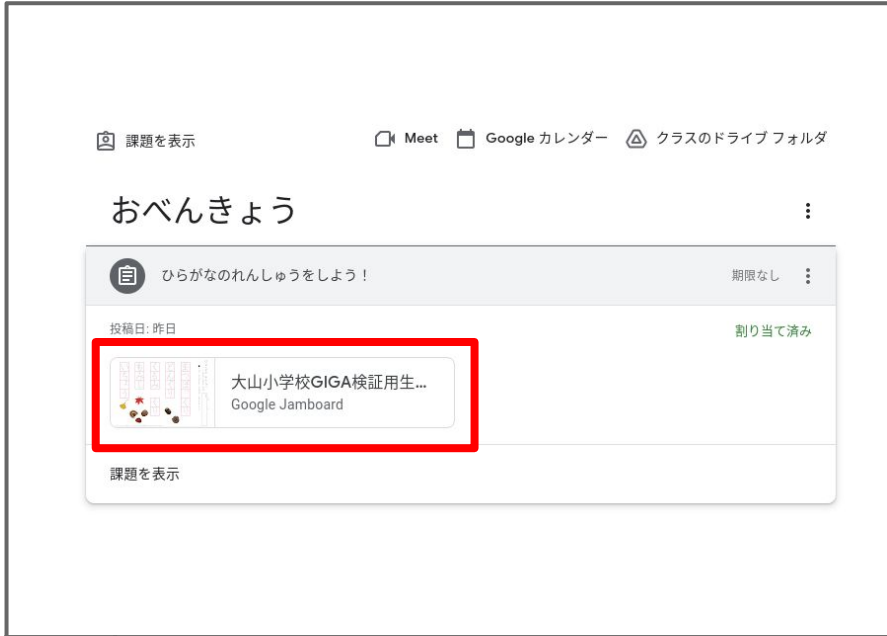 課題を表示 Meet Google カレンダー クラスのドライブ フォルダ
おべんきょう
ひらがなのれんしゅうをしよう! 期限なし
投稿日: 昨日 割り当て済み
大山小学校GIGA検証用生...
Google Jamboard
課題を表示